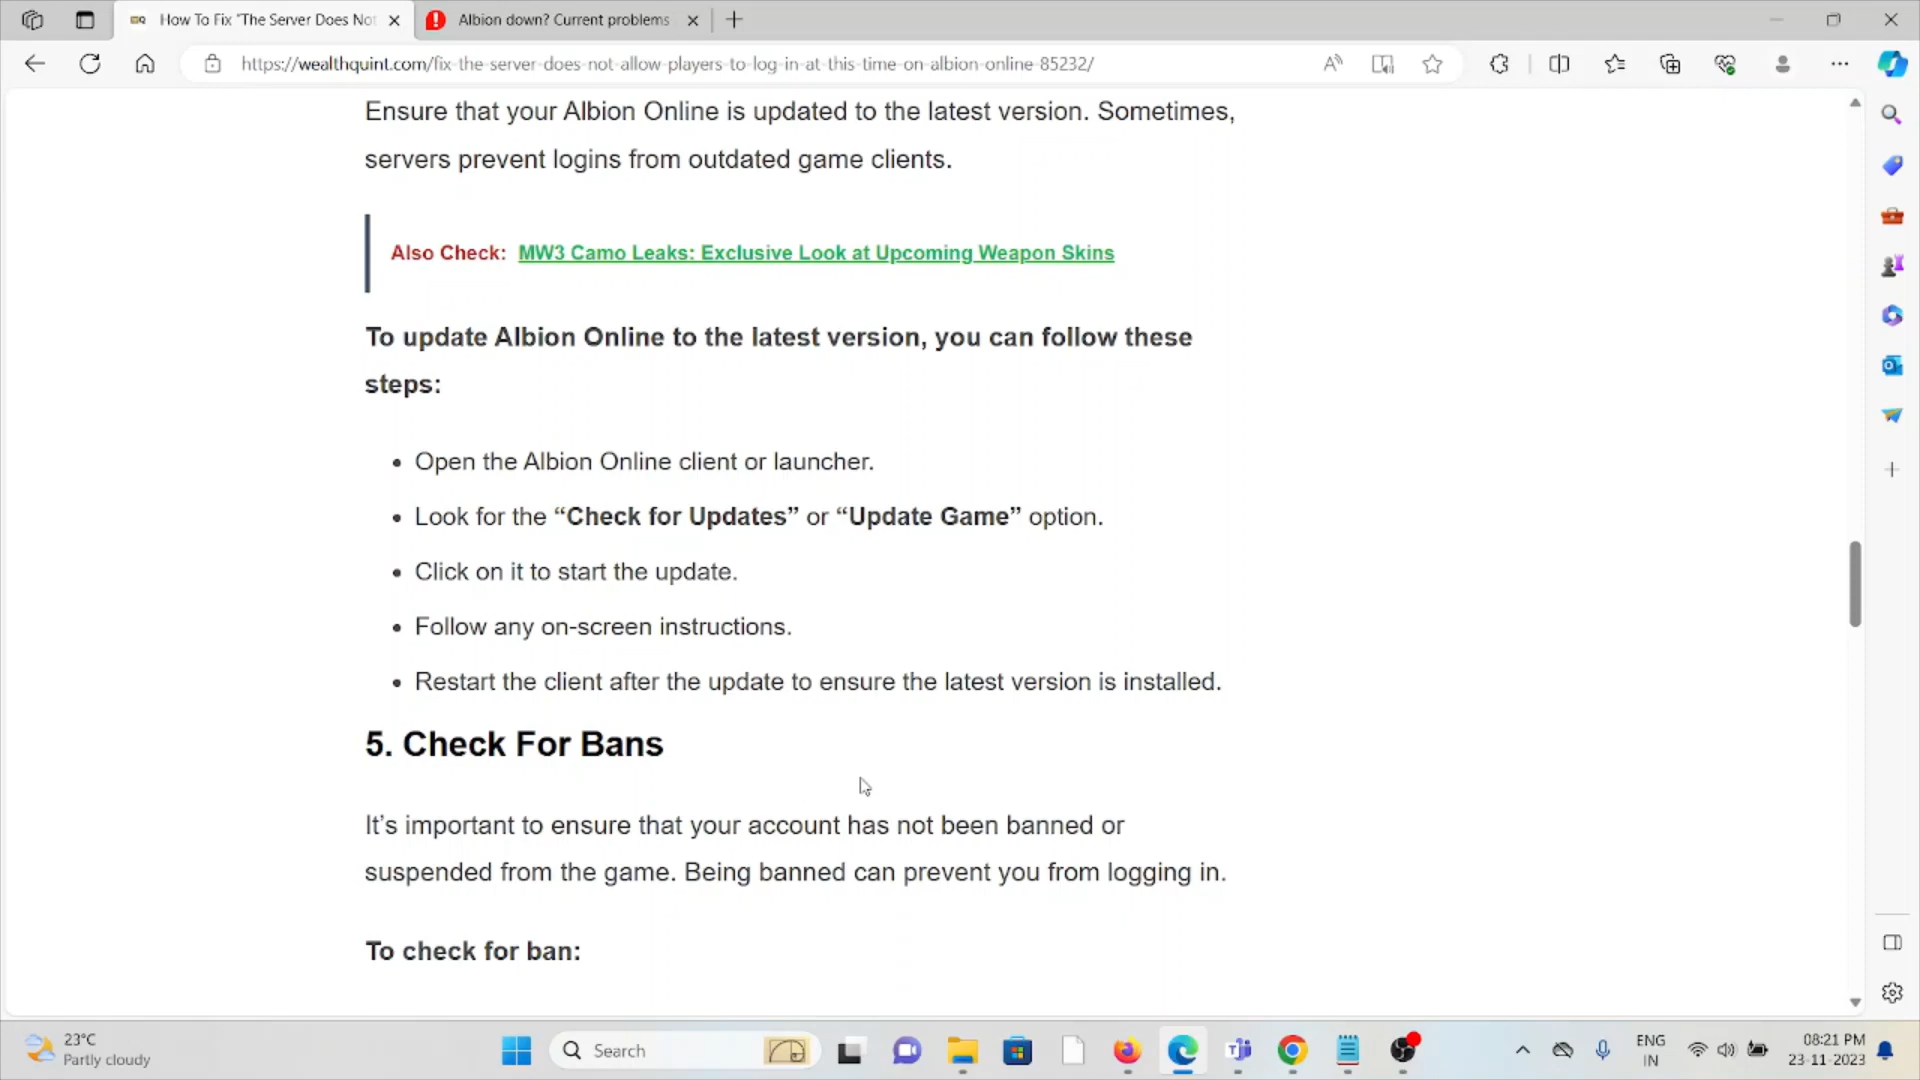 How To Fix "The Server Does Not
Albion down? Current problems
https://wealthquint.com/fix-the-server-does-not-allow-players-to-log-in-at-this-time-on-albion-online-85232/
Ensure that your Albion Online is updated to the latest version. Sometimes,
servers prevent logins from outdated game clients.
Also Check: MW3 Camo Leaks: Exclusive Look at Upcoming Weapon Skins
To update Albion Online to the latest version, you can follow these
steps:
• Open the Albion Online client or launcher.
• Look for the “Check for Updates” or “Update Game” option.
• Click on it to start the update.
• Follow any on-screen instructions.
• Restart the client after the update to ensure the latest version is installed.
5. Check For Bans
It’s important to ensure that your account has not been banned or
suspended from the game. Being banned can prevent you from logging in.
To check for ban:
23°C
Partly cloudy
Search
ENG
IN
08:21 PM
23-11-2023